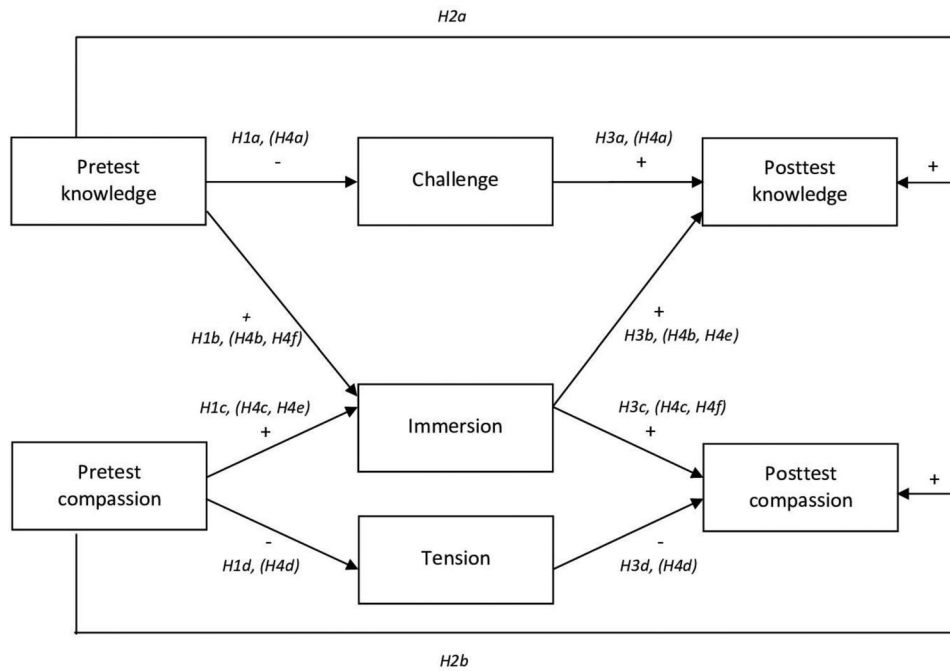 H2a
H1a, (H4a)
-
H3a, (H4a)
+
Pretest
knowledge
Challenge
Posttest
knowledge
+
+
H1b, (H4b, H4f)
+
H3b, (H4b, H4e)
H1c, (H4c, H4e)
+
Immersion
H3c, (H4c, H4f)
+
Pretest
compassion
Posttest
compassion
+
-
H1d, (H4d)
Tension
-
H3d, (H4d)
H2b